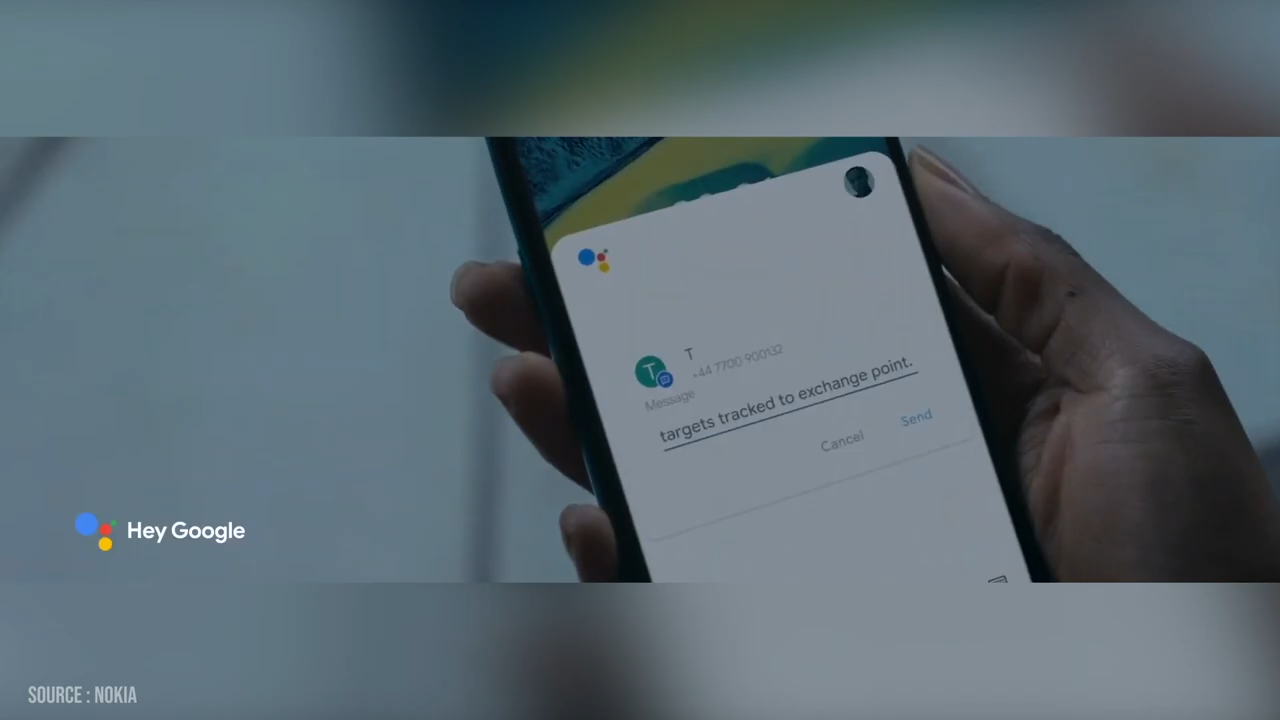 T
T
+44 7700 900132
Message
targets tracked to exchange point.
Cancel
Send
Hey Google
SOURCE : NOKIA